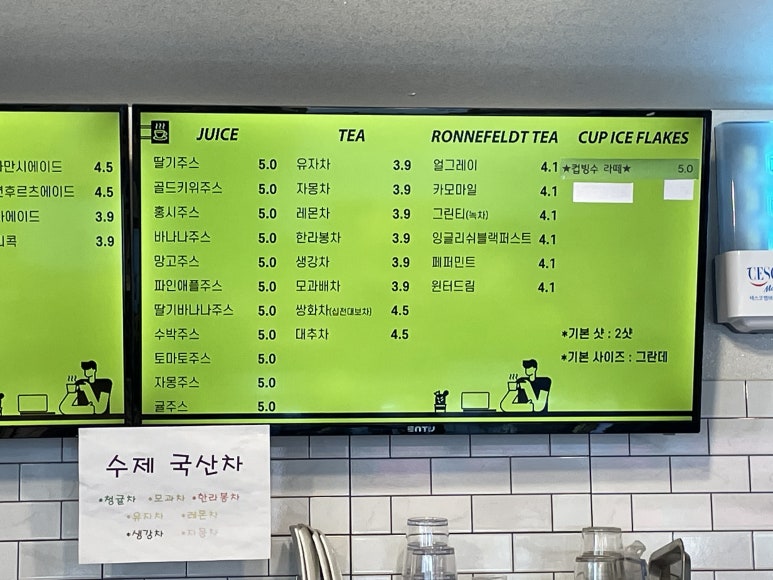 만시에이드 4.5
후르츠에이드 4.5
에이드 3.9
콕 3.9
JUICE
딸기주스 5.0
골드키위주스 5.0
홍시주스 5.0
바나나주스 5.0
망고주스 5.0
파인애플주스 5.0
딸기바나나주스 5.0
수박주스 5.0
토마토주스 5.0
자몽주스 5.0
귤주스 5.0
TEA
유자차 3.9
자몽차 3.9
레몬차 3.9
한라봉차 3.9
생강차 3.9
모과배차 3.9
쌍화차(십전대보차) 4.5
대추차 4.5
RONNEFELDT TEA
얼그레이 4.1
카모마일 4.1
그린티(녹차) 4.1
잉글리쉬블랙퍼스트 4.1
페퍼민트 4.1
윈터드림 4.1
CUP ICE FLAKES
★컵빙수 라떼★ 5.0
*기본 샷 : 2샷
*기본 사이즈 : 그란데
수제 국산차
*청귤차 *모과차 *한라봉차
*유자차 *레몬차
*생강차 *자몽차
CESC